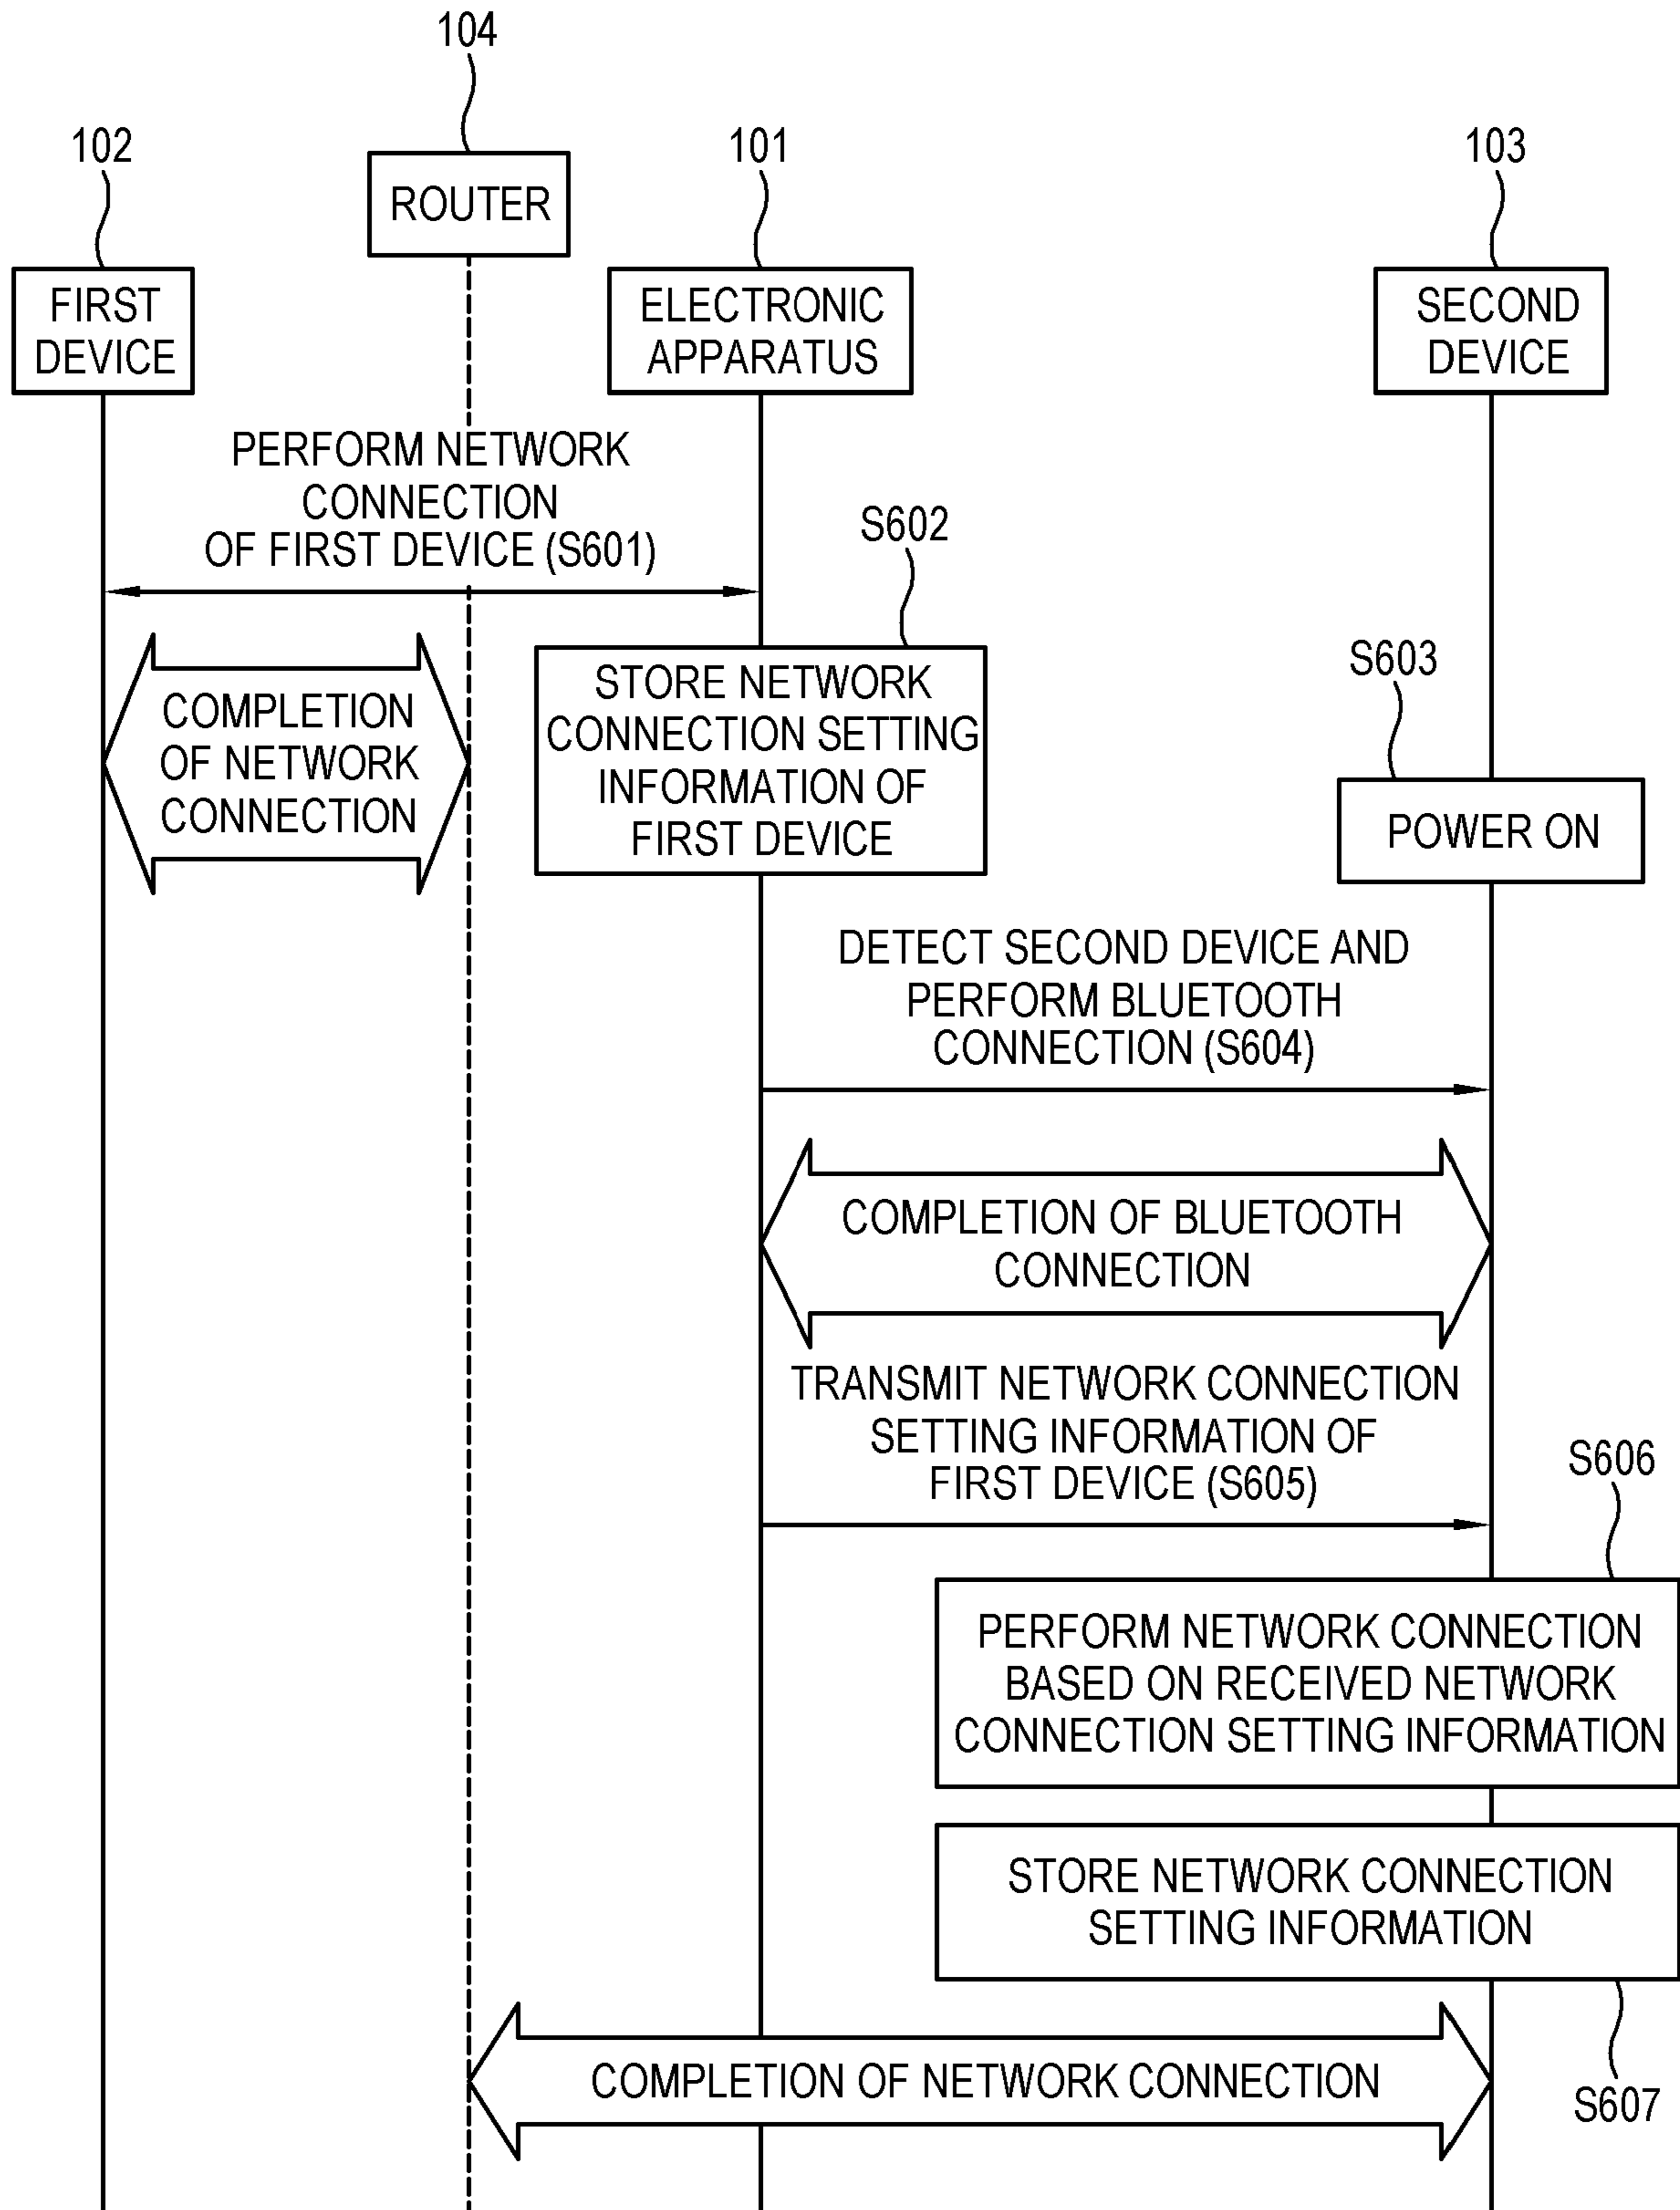 104
102
101
103
ROUTER
FIRST
DEVICE
ELECTRONIC
APPARATUS
SECOND
DEVICE
PERFORM NETWORK
CONNECTION
OF FIRST DEVICE (S601)
S602
STORE NETWORK
CONNECTION SETTING
INFORMATION OF
FIRST DEVICE
COMPLETION
OF NETWORK
CONNECTION
S603
POWER ON
DETECT SECOND DEVICE AND
PERFORM BLUETOOTH
CONNECTION (S604)
COMPLETION OF BLUETOOTH
CONNECTION
TRANSMIT NETWORK CONNECTION
SETTING INFORMATION OF
FIRST DEVICE (S605)
S606
PERFORM NETWORK CONNECTION
BASED ON RECEIVED NETWORK
CONNECTION SETTING INFORMATION
STORE NETWORK CONNECTION
SETTING INFORMATION
COMPLETION OF NETWORK CONNECTION
S607